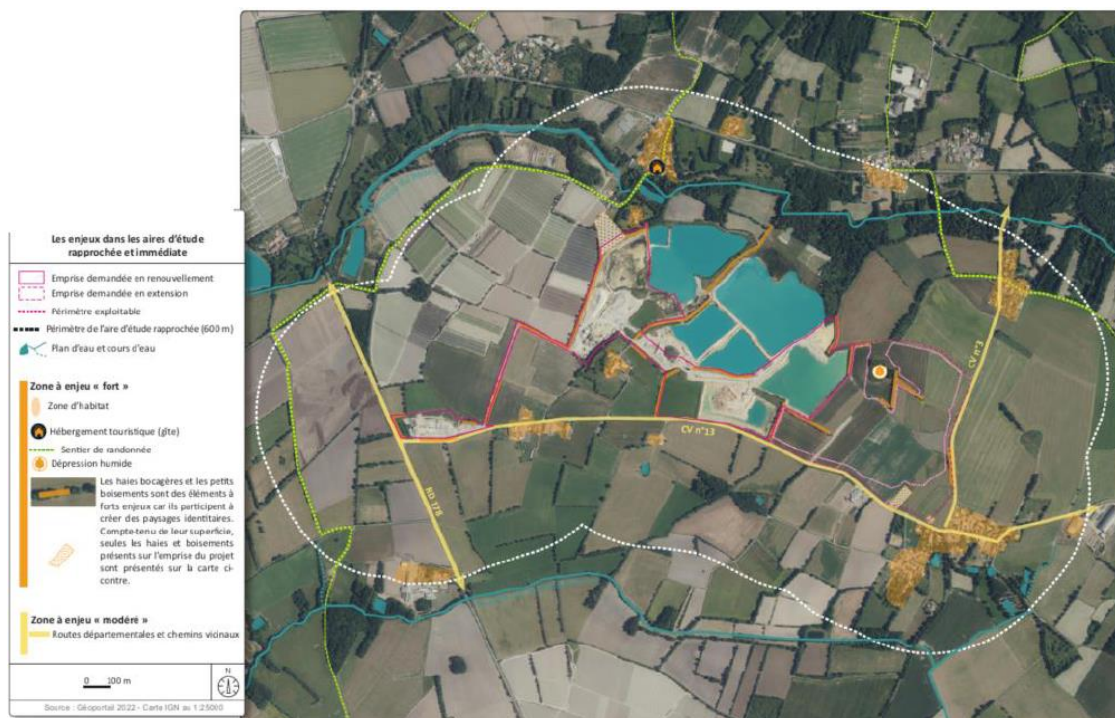 Les enjeux dans les aires d'étude
rapprochée et immédiate
Emprise demandée en renouvellement
Emprise demandée en extension
Périmètre exploitable
Périmètre de l'aire d'étude rapprochée (600 m)
Plan d'eau et cours d'eau
Zone à enjeu « fort »
Zone d'habitat
Hébergement touristique (gîte)
Sentier de randonnée
Dépression humide
Les haies bocagères et les petits
boisements sont des éléments à
forts enjeux car ils participent à
créer des paysages identitaires.
Compte-tenu de leur superficie,
seules les haies et boisements
présents sur l'emprise du projet
sont présentés sur la carte ci-
contre.
Zone à enjeu « modéré »
Routes départementales et chemins vicinaux
0 100 m
N
Source : Géoportail 2022 - Carte IGN au 1:25000
CV n°3
CV n°13
RD 178